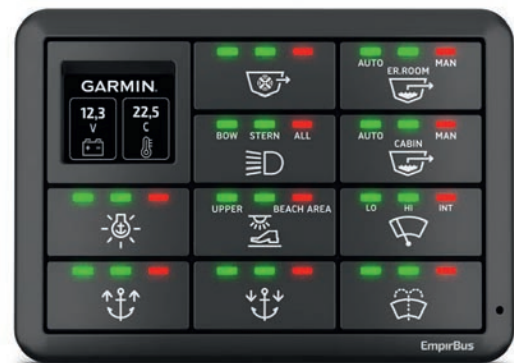 GARMIN.
12,3 22,5
V C
AUTO MAN
ER.ROOM
BOW STERN ALL
AUTO MAN
CABIN
UPPER BEACH AREA
LO HI INT
EmpirBus